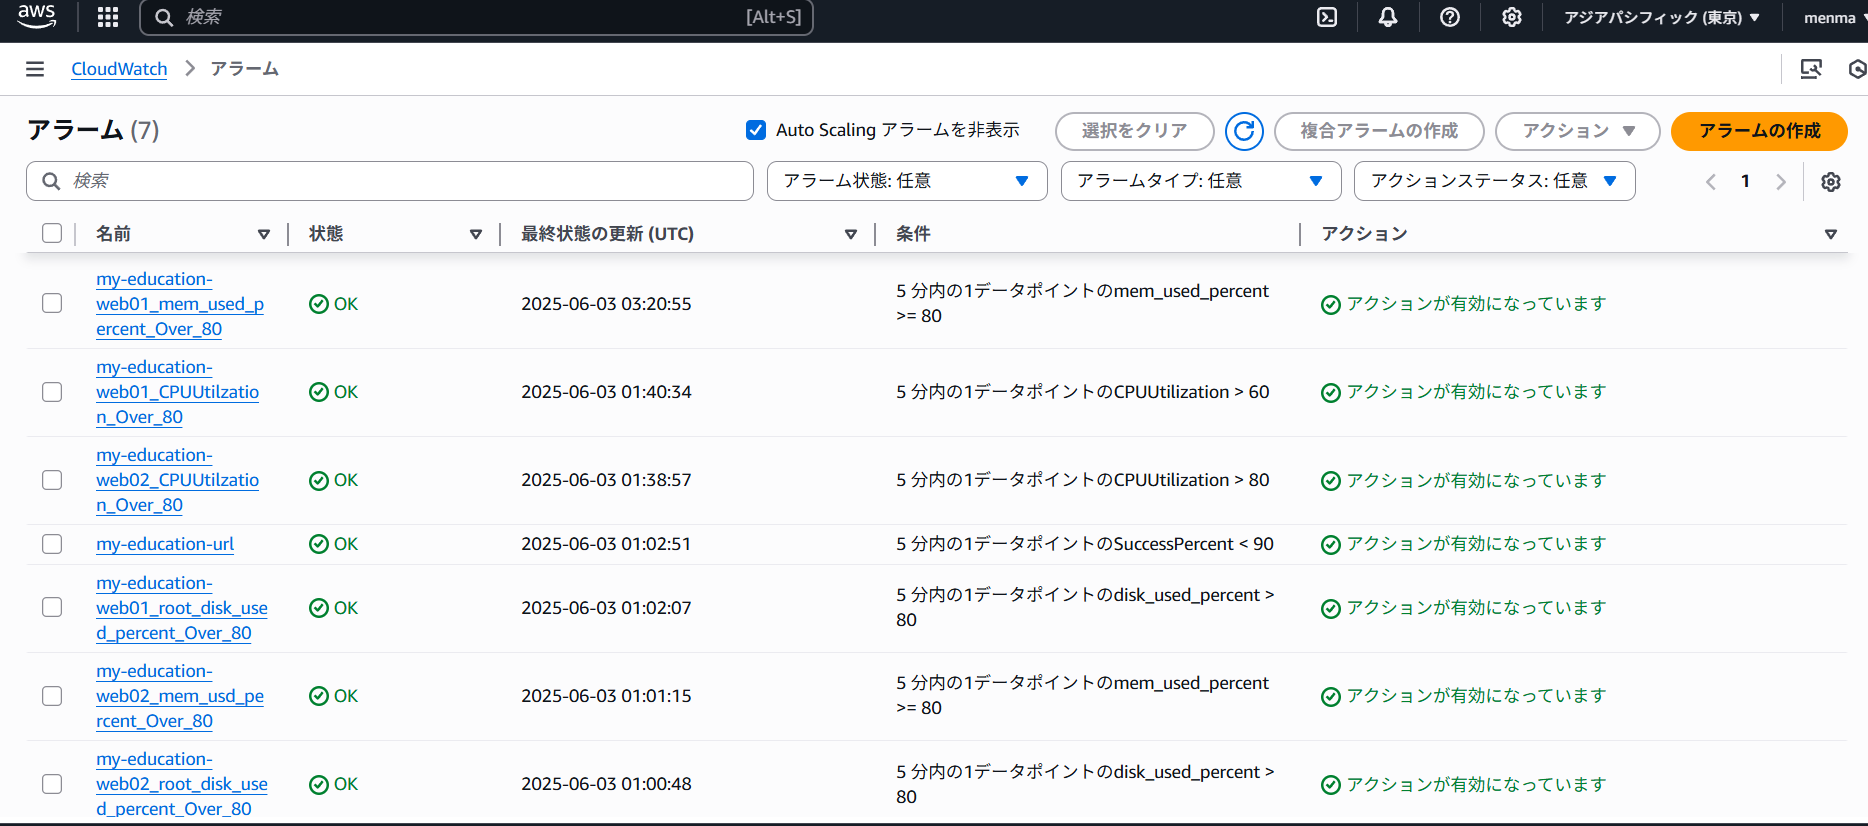 aws
検索
[Alt+S]
アジアパシフィック (東京) ▼
menma
CloudWatch > アラーム
アラーム (7)
Auto Scaling アラームを非表示
選択をクリア
複合アラームの作成
アクション ▼
アラームの作成
検索
アラーム状態: 任意
アラームタイプ: 任意
アクションステータス: 任意
1
名前
状態
最終状態の更新 (UTC)
条件
アクション
my-education-
web01_mem_used_p
ercent_Over_80
OK
2025-06-03 03:20:55
5 分内の1データポイントのmem_used_percent
>= 80
アクションが有効になっています
my-education-
web01_CPUUtilzatio
n_Over_80
OK
2025-06-03 01:40:34
5 分内の1データポイントのCPUUtilization > 60
アクションが有効になっています
my-education-
web02_CPUUtilzatio
n_Over_80
OK
2025-06-03 01:38:57
5 分内の1データポイントのCPUUtilization > 80
アクションが有効になっています
my-education-url
OK
2025-06-03 01:02:51
5 分内の1データポイントのSuccessPercent < 90
アクションが有効になっています
my-education-
web01_root_disk_use
d_percent_Over_80
OK
2025-06-03 01:02:07
5 分内の1データポイントのdisk_used_percent >
80
アクションが有効になっています
my-education-
web02_mem_usd_pe
rcent_Over_80
OK
2025-06-03 01:01:15
5 分内の1データポイントのmem_used_percent
>= 80
アクションが有効になっています
my-education-
web02_root_disk_use
d_percent_Over_80
OK
2025-06-03 01:00:48
5 分内の1データポイントのdisk_used_percent >
80
アクションが有効になっています